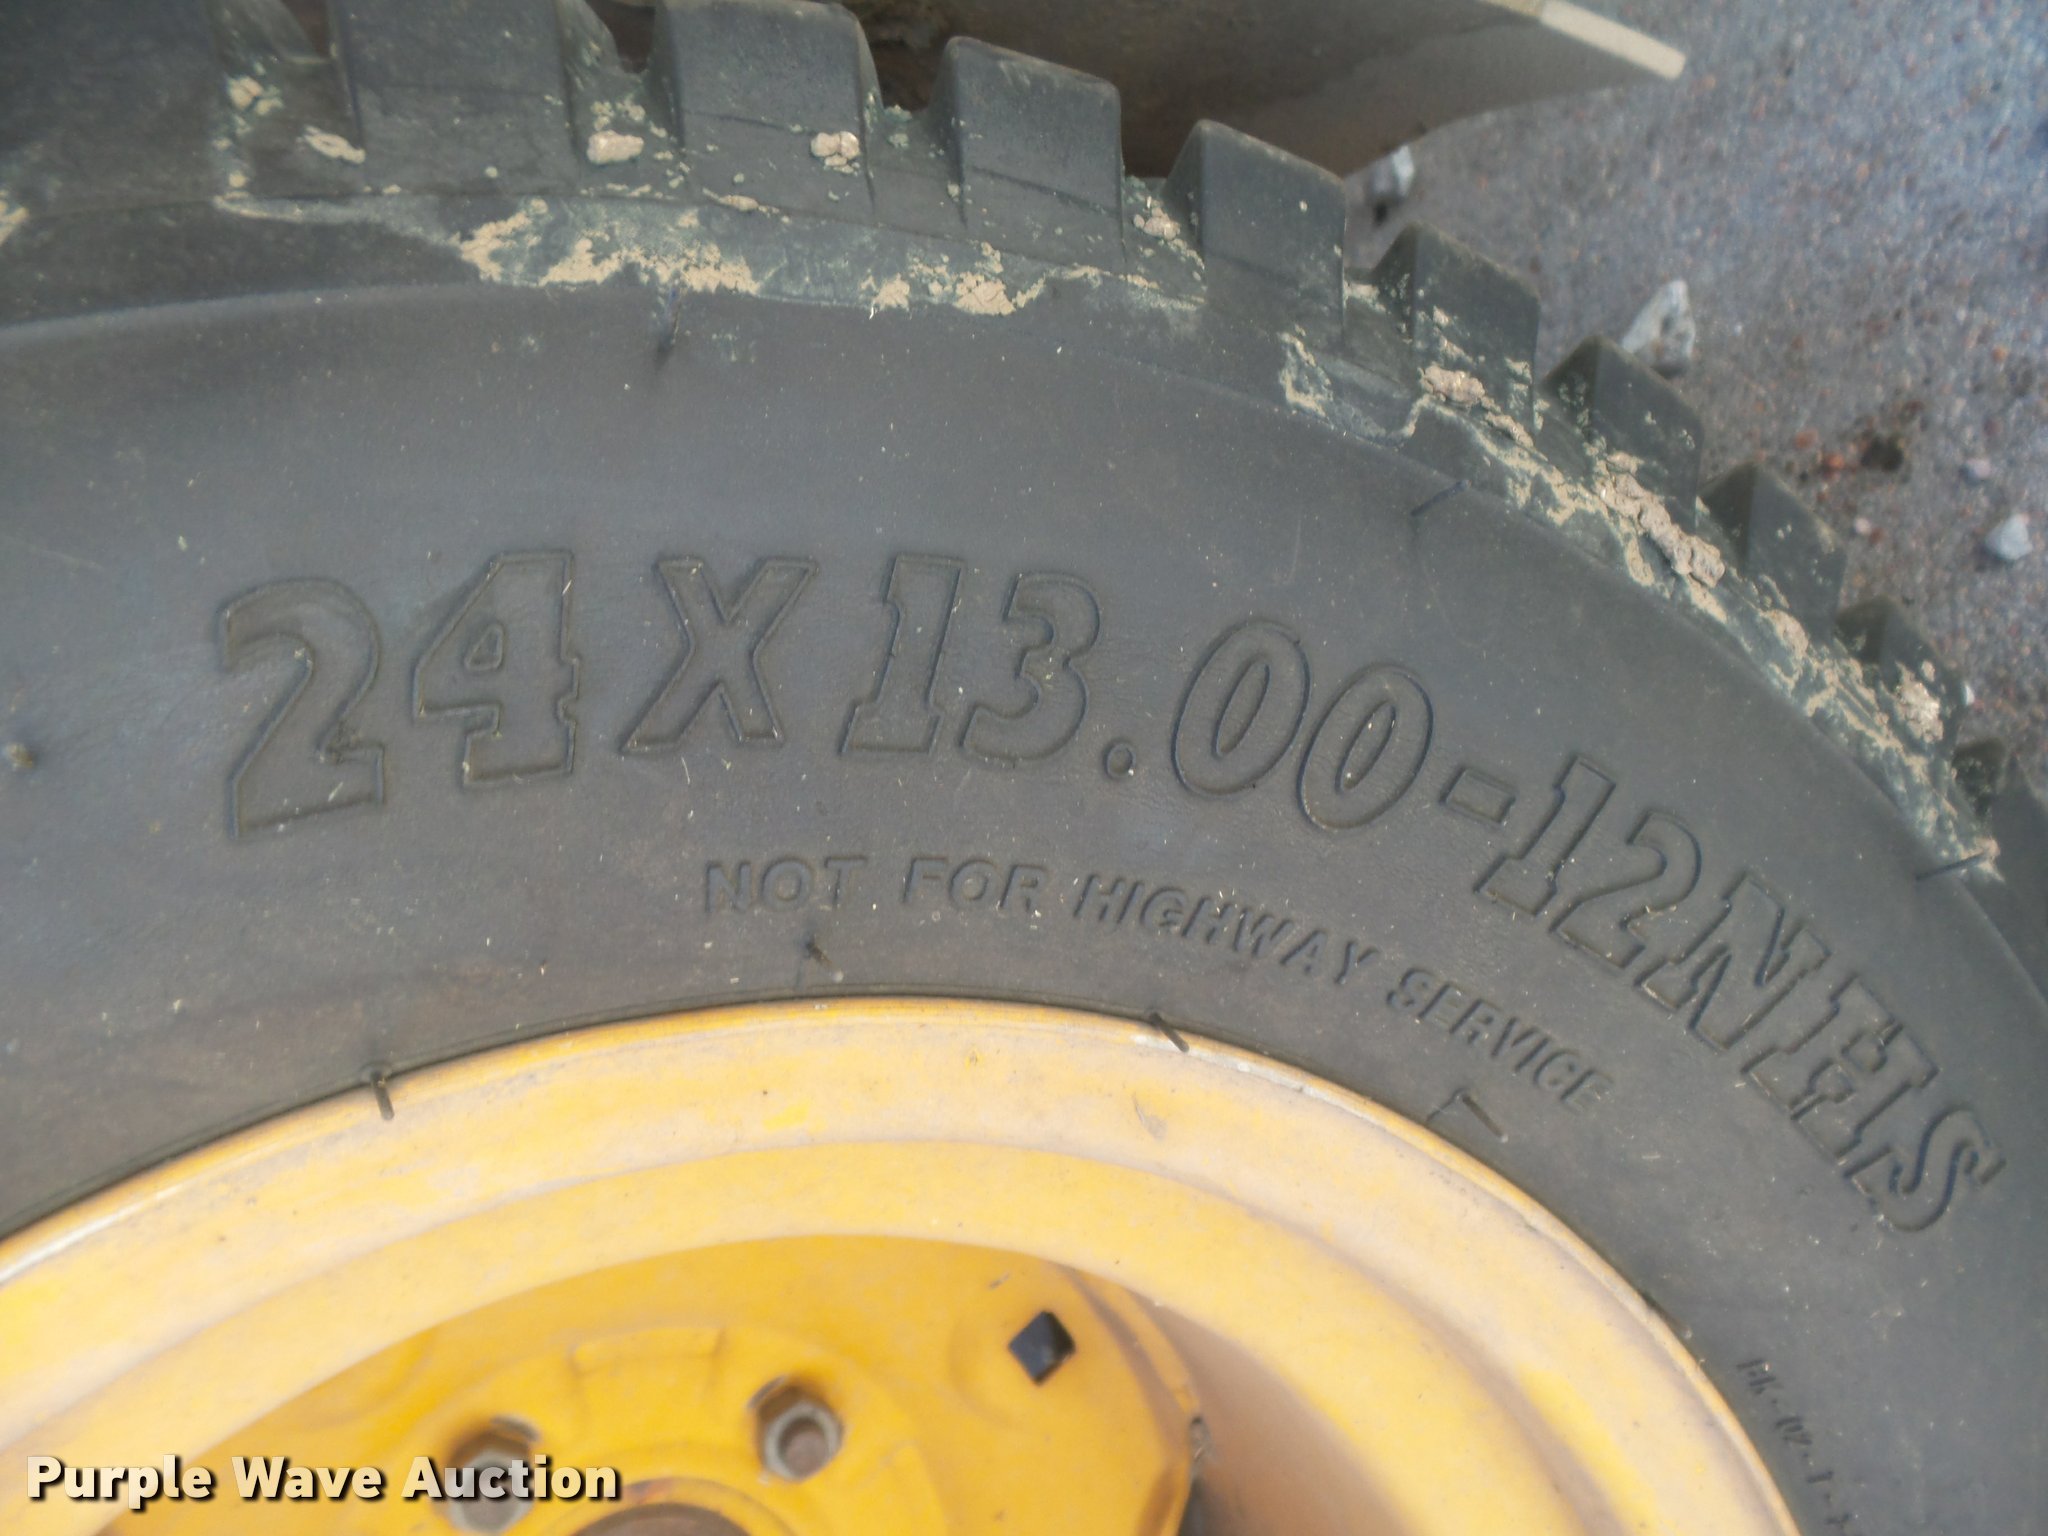 24X13.00-12NHS
NOT FOR HIGHWAY SERVICE
Purple Wave Auction